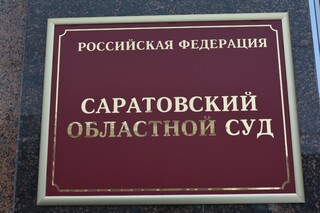 РОССИЙСКАЯ ФЕДЕРАЦИЯ
САРАТОВСКИЙ
ОБЛАСТНОЙ СУД